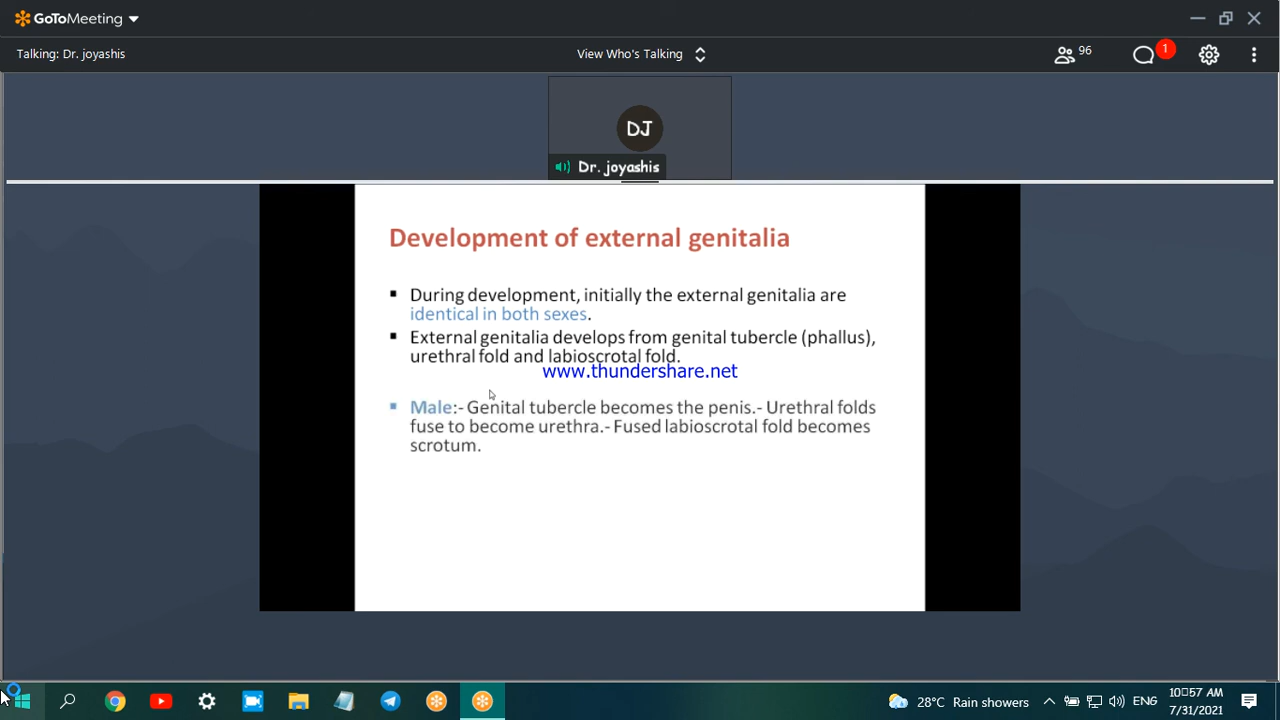 GoToMeeting
Talking: Dr. joyashis
View Who's Talking
96
1
DJ
Dr. joyashis
Development of external genitalia
During development, initially the external genitalia are
identical in both sexes.
External genitalia develops from genital tubercle (phallus),
urethral fold and labioscrotal fold.
www.thundershare.net
Male:- Genital tubercle becomes the penis.- Urethral folds
fuse to become urethra.- Fused labioscrotal fold becomes
scrotum.
28°C Rain showers
ENG
10:57 AM
7/31/2021